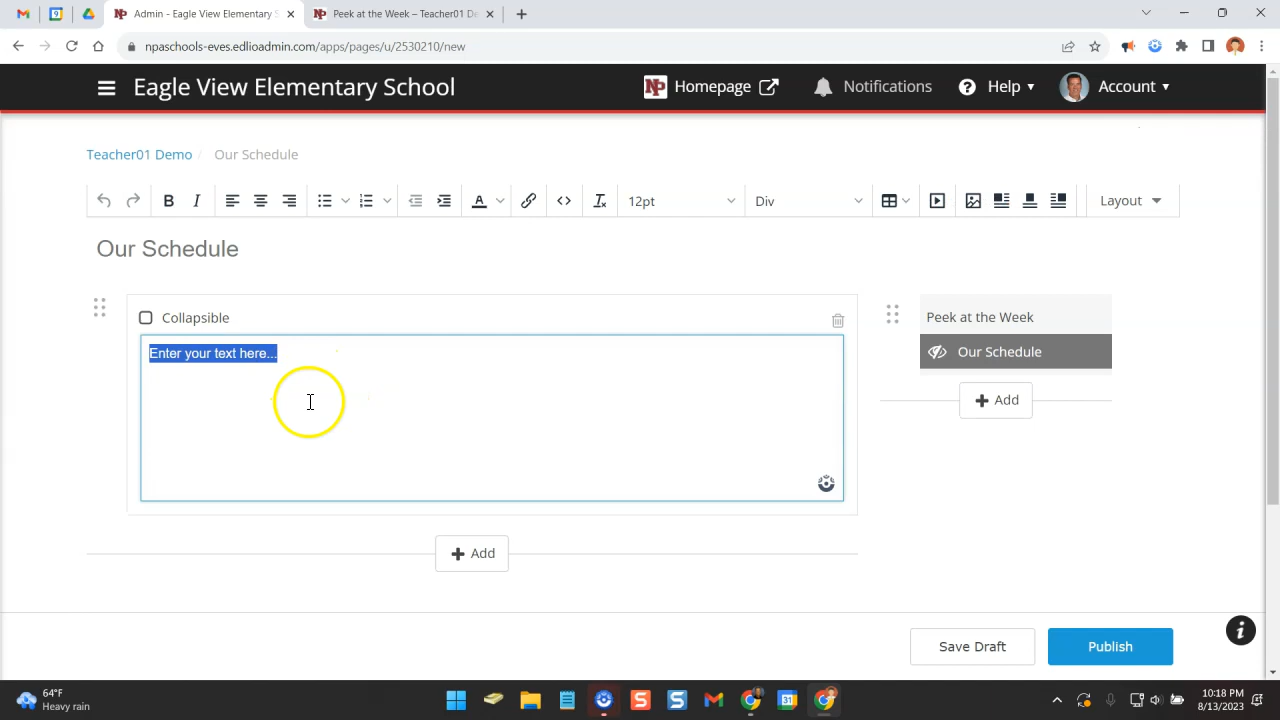 Admin - Eagle View Elementary Sc
Peek at the Week – Teacher01 De
npaschools-eves.edlioadmin.com/apps/pages/u/2530210/new
Eagle View Elementary School
NP
Homepage
Notifications
Help
Account
Teacher01 Demo / Our Schedule
B I
A
12pt
Div
Layout
Our Schedule
Collapsible
Enter your text here...
Peek at the Week
Our Schedule
Add
Add
Save Draft
Publish
64°F
Heavy rain
10:18 PM
8/13/2023